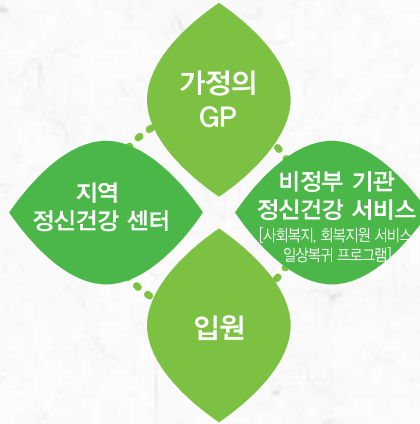 가정의
GP
지역
정신건강 센터
비정부 기관
정신건강 서비스
[사회복지, 회복지원 서비스,
일상복귀 프로그램]
입원